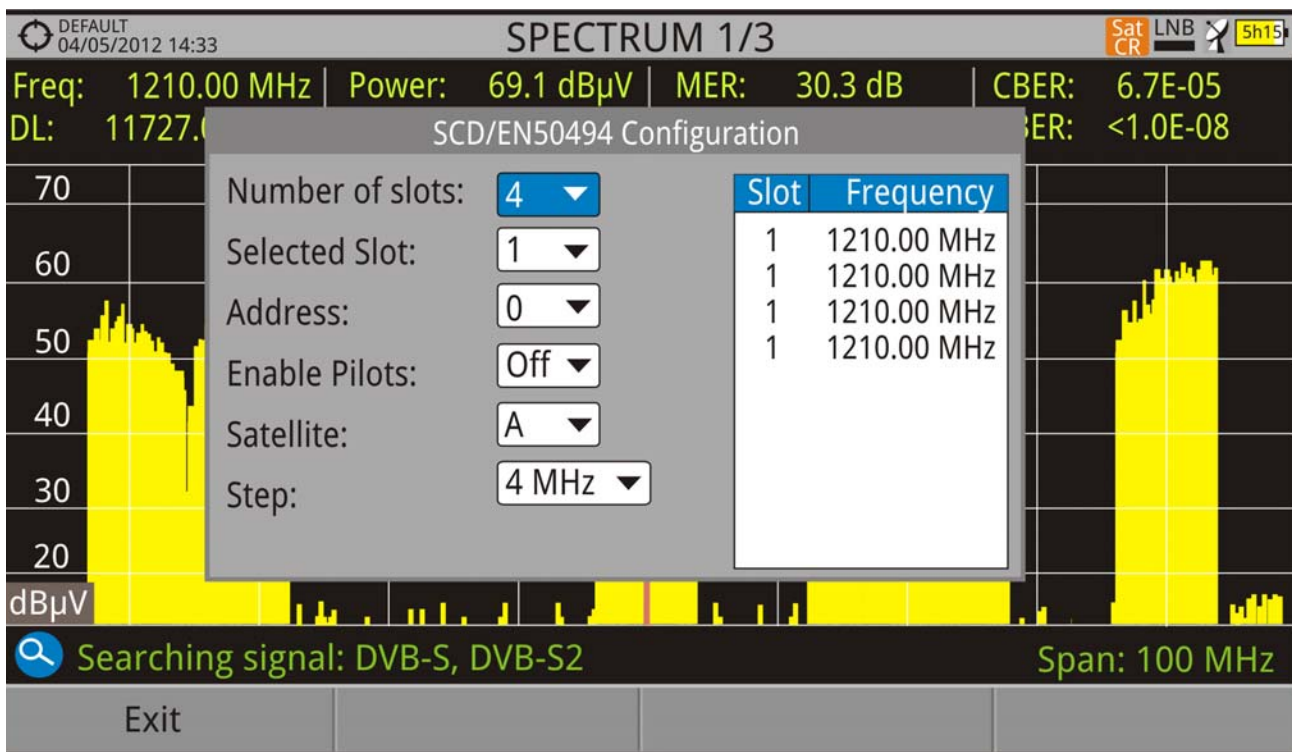 DEFAULT
04/05/2012 14:33
SPECTRUM 1/3
Sat CR
LNB
5h15
Freq: 1210.00 MHz | Power: 69.1 dBµV | MER: 30.3 dB | CBER: 6.7E-05
DL: 11727.0 BER: <1.0E-08
SCD/EN50494 Configuration
Number of slots: 4
Selected Slot: 1
Address: 0
Enable Pilots: Off
Satellite: A
Step: 4 MHz
Slot Frequency
1 1210.00 MHz
1 1210.00 MHz
1 1210.00 MHz
1 1210.00 MHz
70
60
50
40
30
20
dBµV
Searching signal: DVB-S, DVB-S2
Span: 100 MHz
Exit